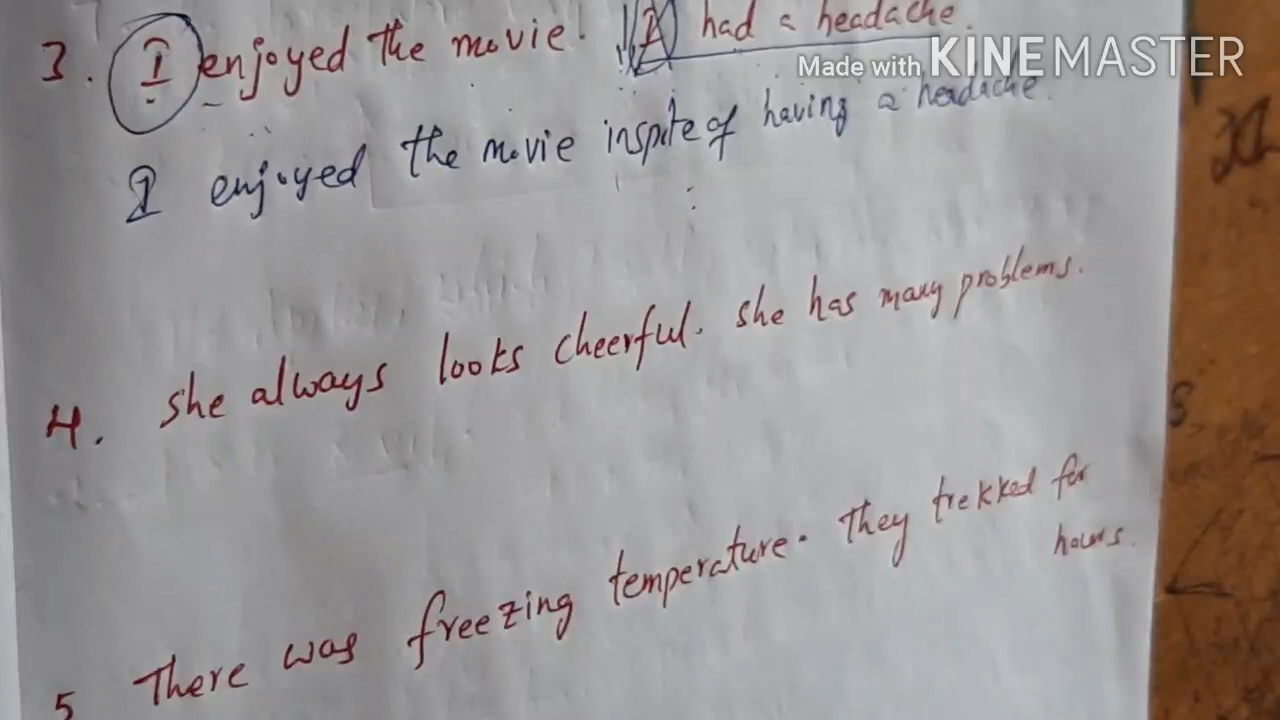 3. I enjoyed the movie. I had a headache.
Made with KINEMASTER
I enjoyed the movie inspite of having a headache.
4. She always looks cheerful. She has many problems.
5 There was freezing temperature. They trekked for
hours.